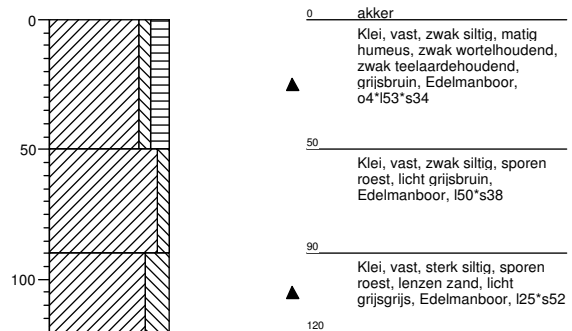 0
50
100
0 akker
Klei, vast, zwak siltig, matig
humeus, zwak wortelhoudend,
zwak teelaardehoudend,
grijsbruin, Edelmanboor,
o4*l53*s34
50
Klei, vast, zwak siltig, sporen
roest, licht grijsbruin,
Edelmanboor, l50*s38
90
Klei, vast, sterk siltig, sporen
roest, lenzen zand, licht
grijsgrijs, Edelmanboor, l25*s52
120